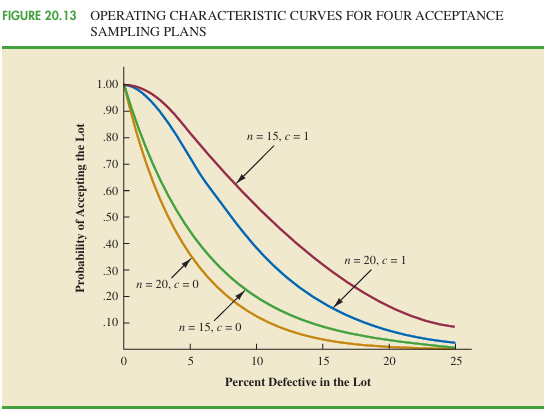 FIGURE 20.13 OPERATING CHARACTERISTIC CURVES FOR FOUR ACCEPTANCE
SAMPLING PLANS
Probability of Accepting the Lot
1.00
.90
.80
.70
.60
.50
.40
.30
.20
.10
n = 15, c = 1
n = 20, c = 1
n = 20, c = 0
n = 15, c = 0
0 5 10 15 20 25
Percent Defective in the Lot